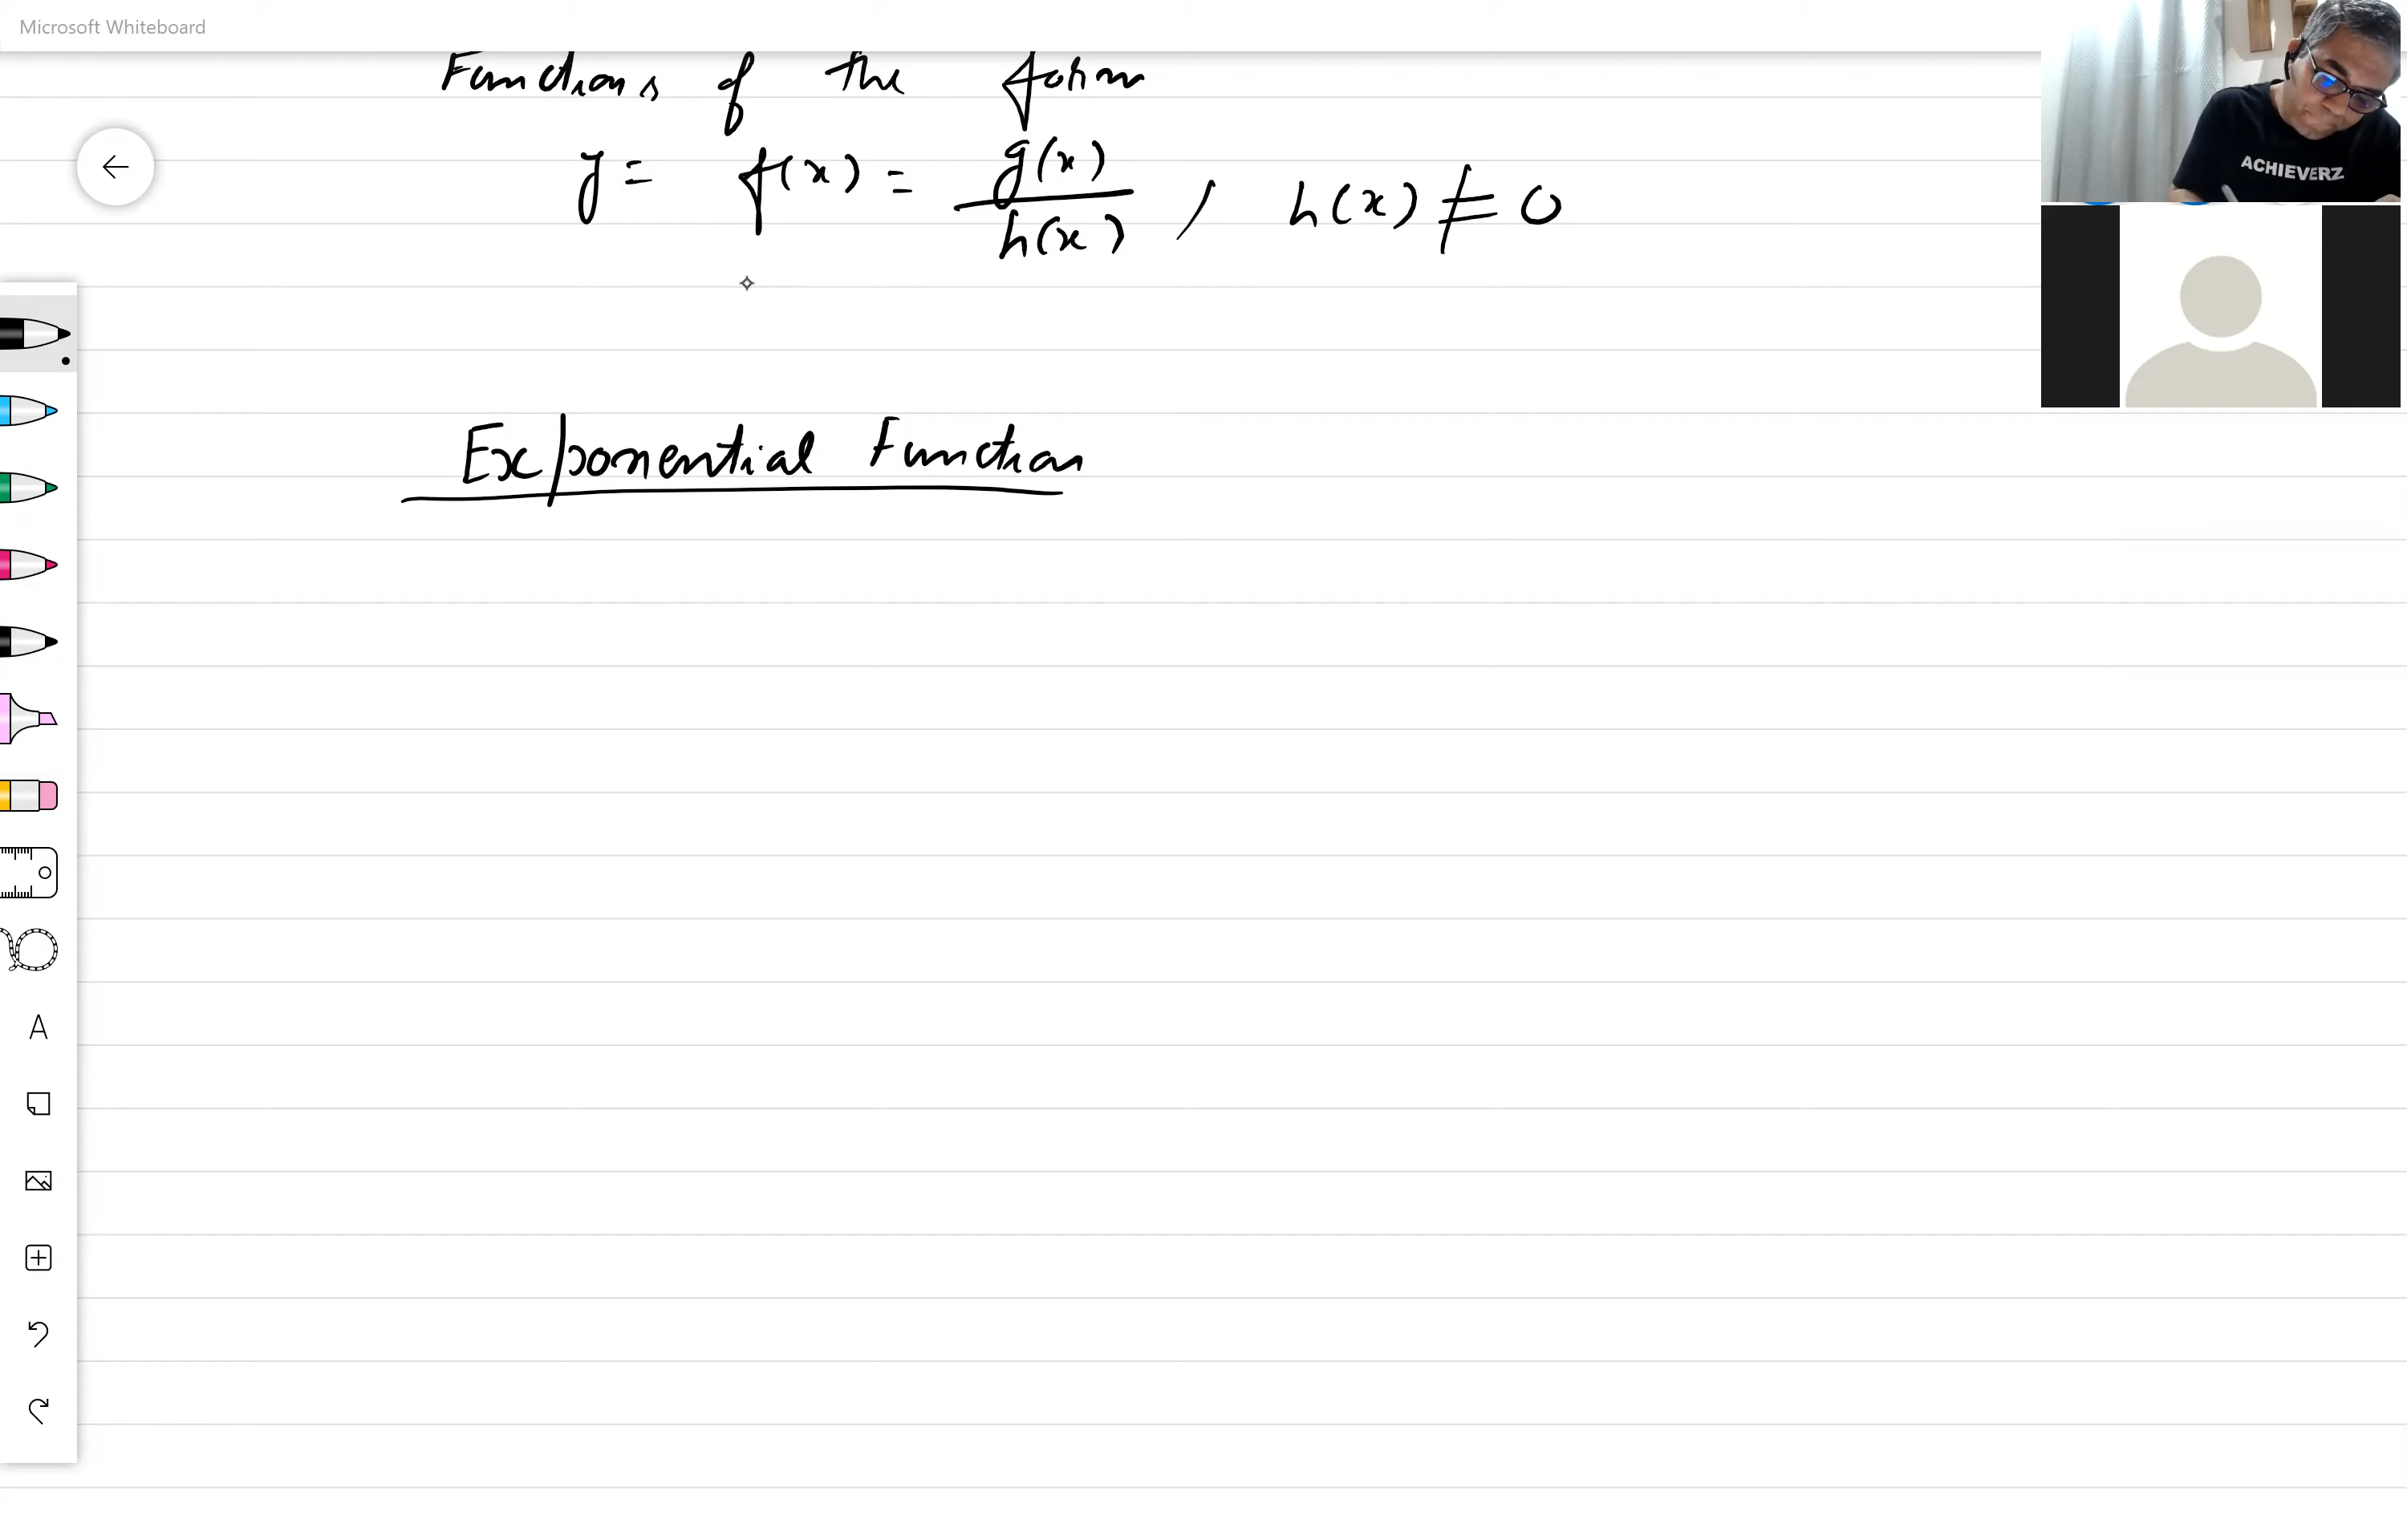 Microsoft Whiteboard
Functions of the form
y = f(x) = g(x) / h(x) , h(x) ≠ 0
Exponential Function
ACHIEVERZ
A